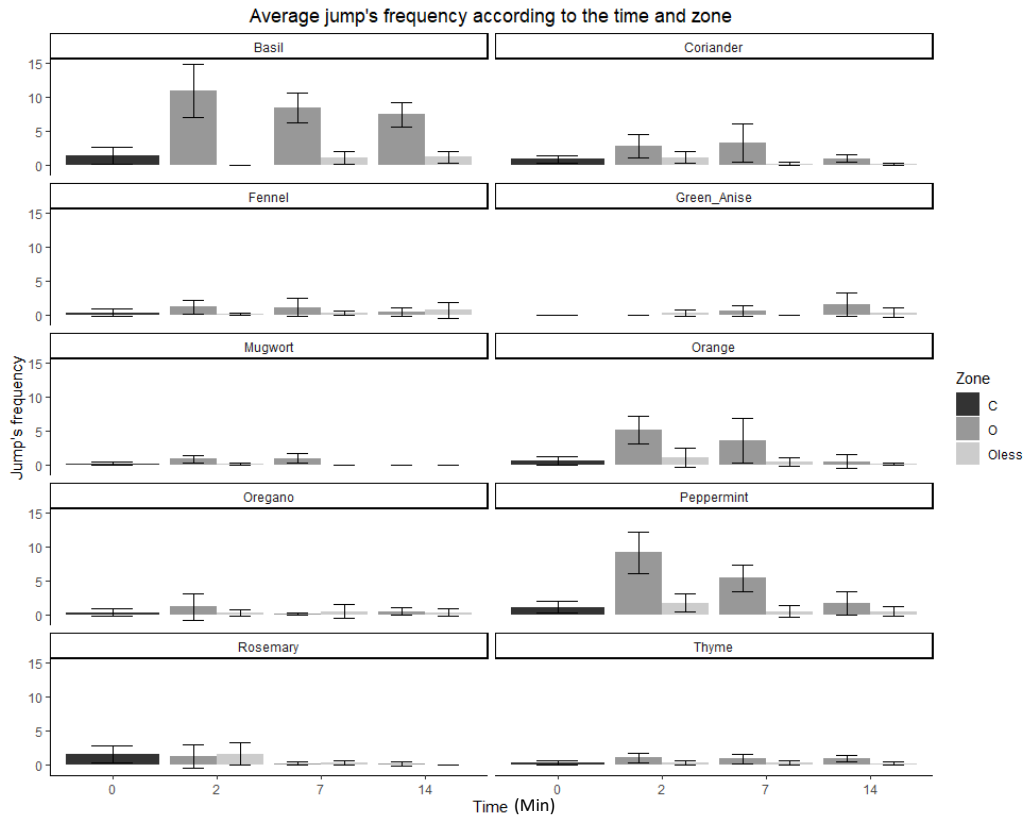 Average jump's frequency according to the time and zone
Basil
Coriander
15
10
5
0
Fennel
Green_Anise
15
10
5
0
Mugwort
Orange
15
10
5
0
Oregano
Peppermint
15
10
5
0
Rosemary
Thyme
15
10
5
0
0 2 7 14
0 2 7 14
Time (Min)
Jump's frequency
Zone
C
O
Oless